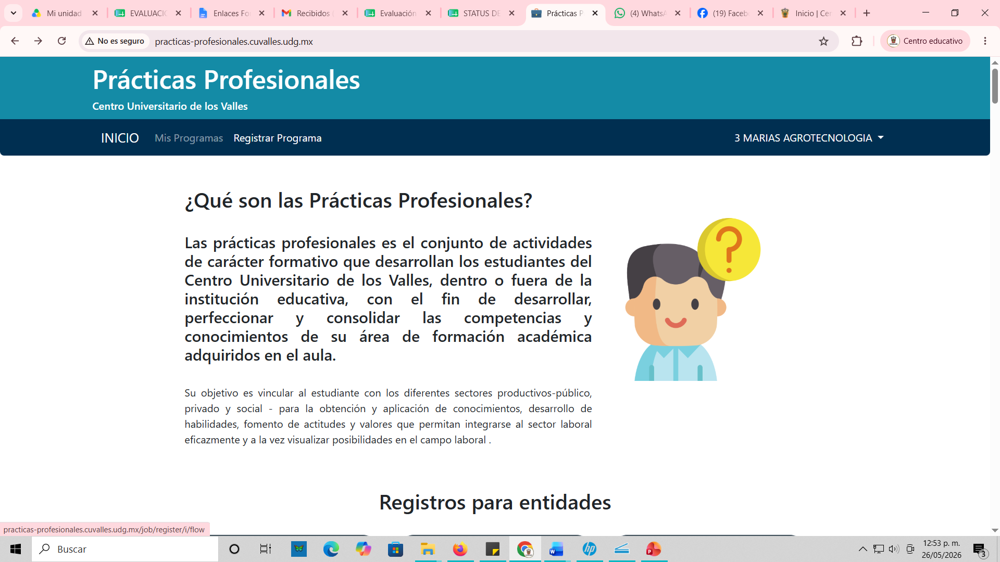 Mi unidad
EVALUACIO
Enlaces Fo
Recibidos
Evaluación
STATUS DE
Prácticas P
(4) WhatsA
(19) Faceb
Inicio | Cer
No es seguro
practicas-profesionales.cuvalles.udg.mx
Centro educativo
Prácticas Profesionales
Centro Universitario de los Valles
INICIO
Mis Programas
Registrar Programa
3 MARIAS AGROTECNOLOGIA
¿Qué son las Prácticas Profesionales?
Las prácticas profesionales es el conjunto de actividades
de carácter formativo que desarrollan los estudiantes del
Centro Universitario de los Valles, dentro o fuera de la
institución educativa, con el fin de desarrollar,
perfeccionar y consolidar las competencias y
conocimientos de su área de formación académica
adquiridos en el aula.
Su objetivo es vincular al estudiante con los diferentes sectores productivos-público,
privado y social - para la obtención y aplicación de conocimientos, desarrollo de
habilidades, fomento de actitudes y valores que permitan integrarse al sector laboral
eficazmente y a la vez visualizar posibilidades en el campo laboral .
Registros para entidades
practicas-profesionales.cuvalles.udg.mx/job/register/i/flow
Buscar
12:53 p. m.
26/05/2026
3